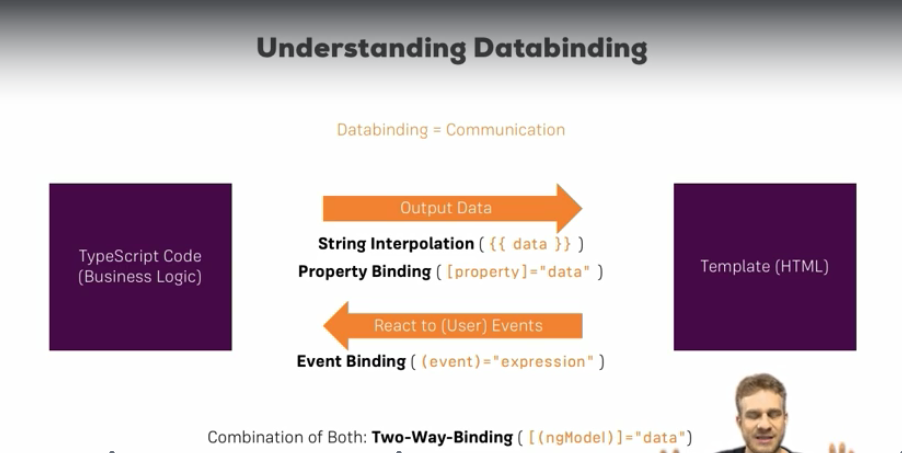 Understanding Databinding
Databinding = Communication
Output Data
TypeScript Code
(Business Logic)
String Interpolation ( {{ data }} )
Property Binding ( [property]="data" )
Template (HTML)
React to (User) Events
Event Binding ( (event)="expression" )
Combination of Both: Two-Way-Binding ( [(ngModel)]="data")